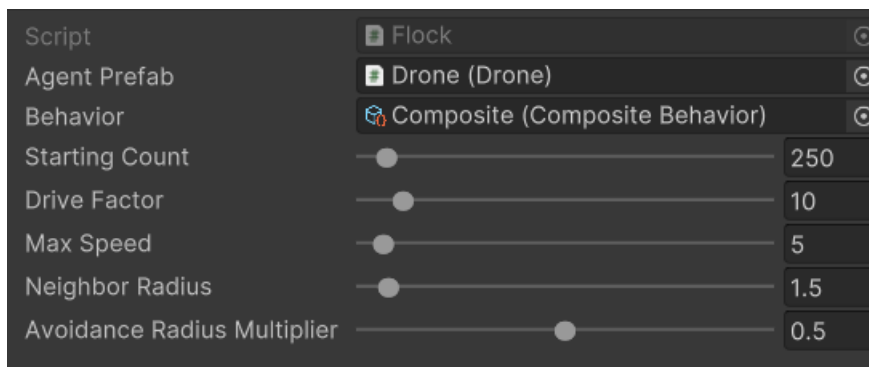 Script Flock
Agent Prefab Drone (Drone)
Behavior Composite (Composite Behavior)
Starting Count 250
Drive Factor 10
Max Speed 5
Neighbor Radius 1.5
Avoidance Radius Multiplier 0.5